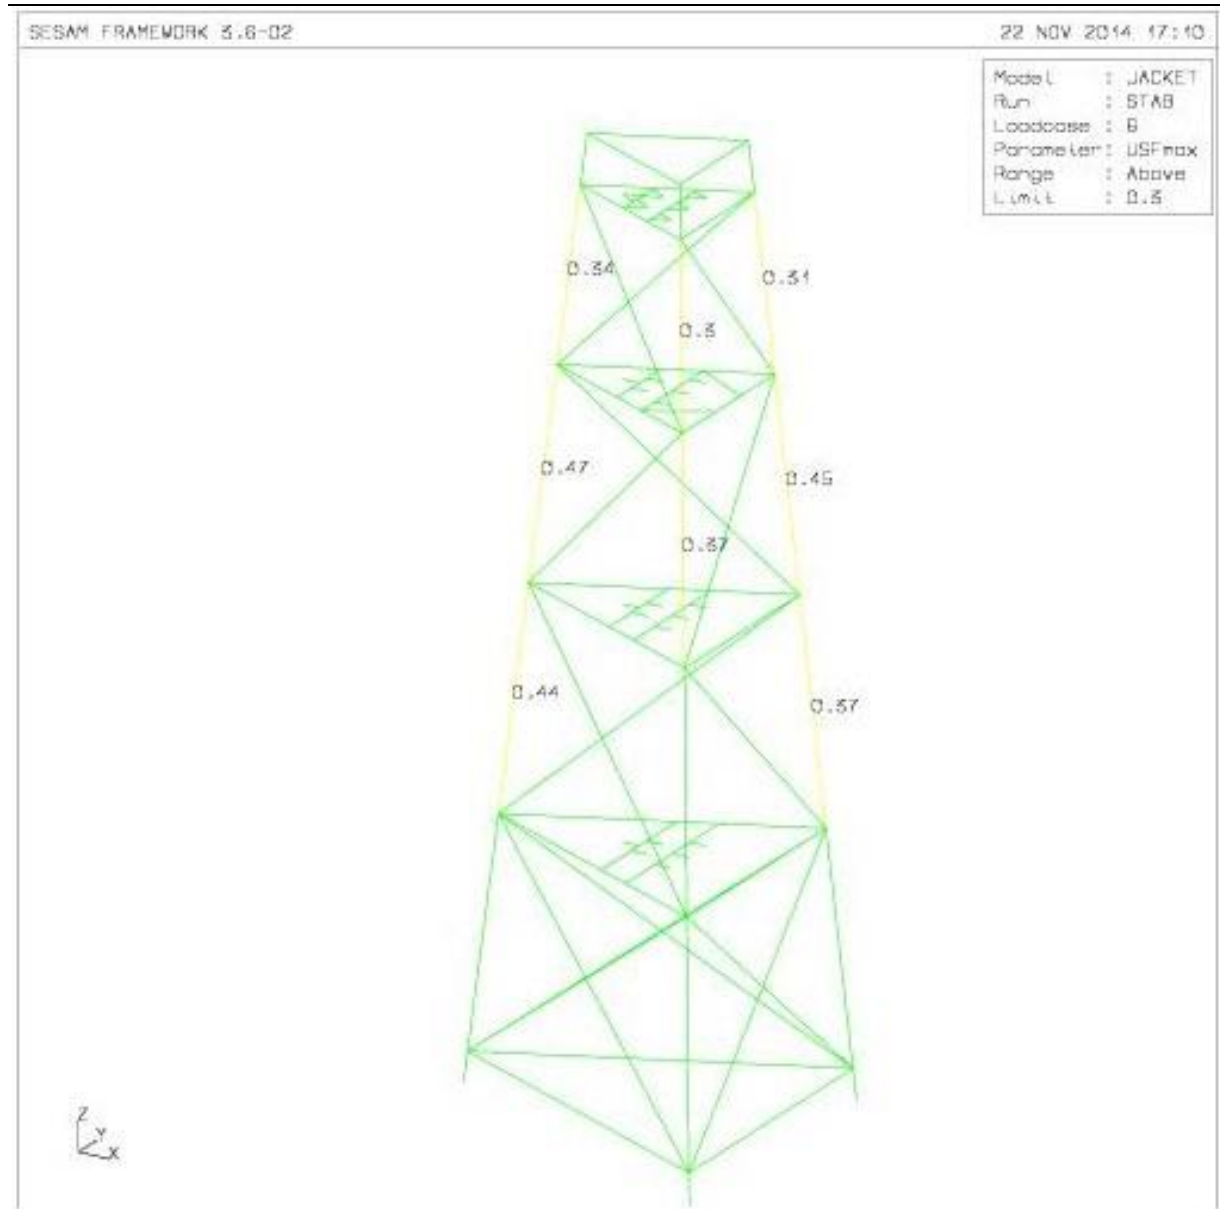 SESAM FRAMEWORK 3.6-02
22 NOV 2014 17:10
Model : JACKET
Run : STAB
Loadcase : 6
Parameter: USFmax
Range : Above
Limit : 0.3
0.34
0.31
0.3
0.47
0.45
0.37
0.44
0.37
Z
Y
X